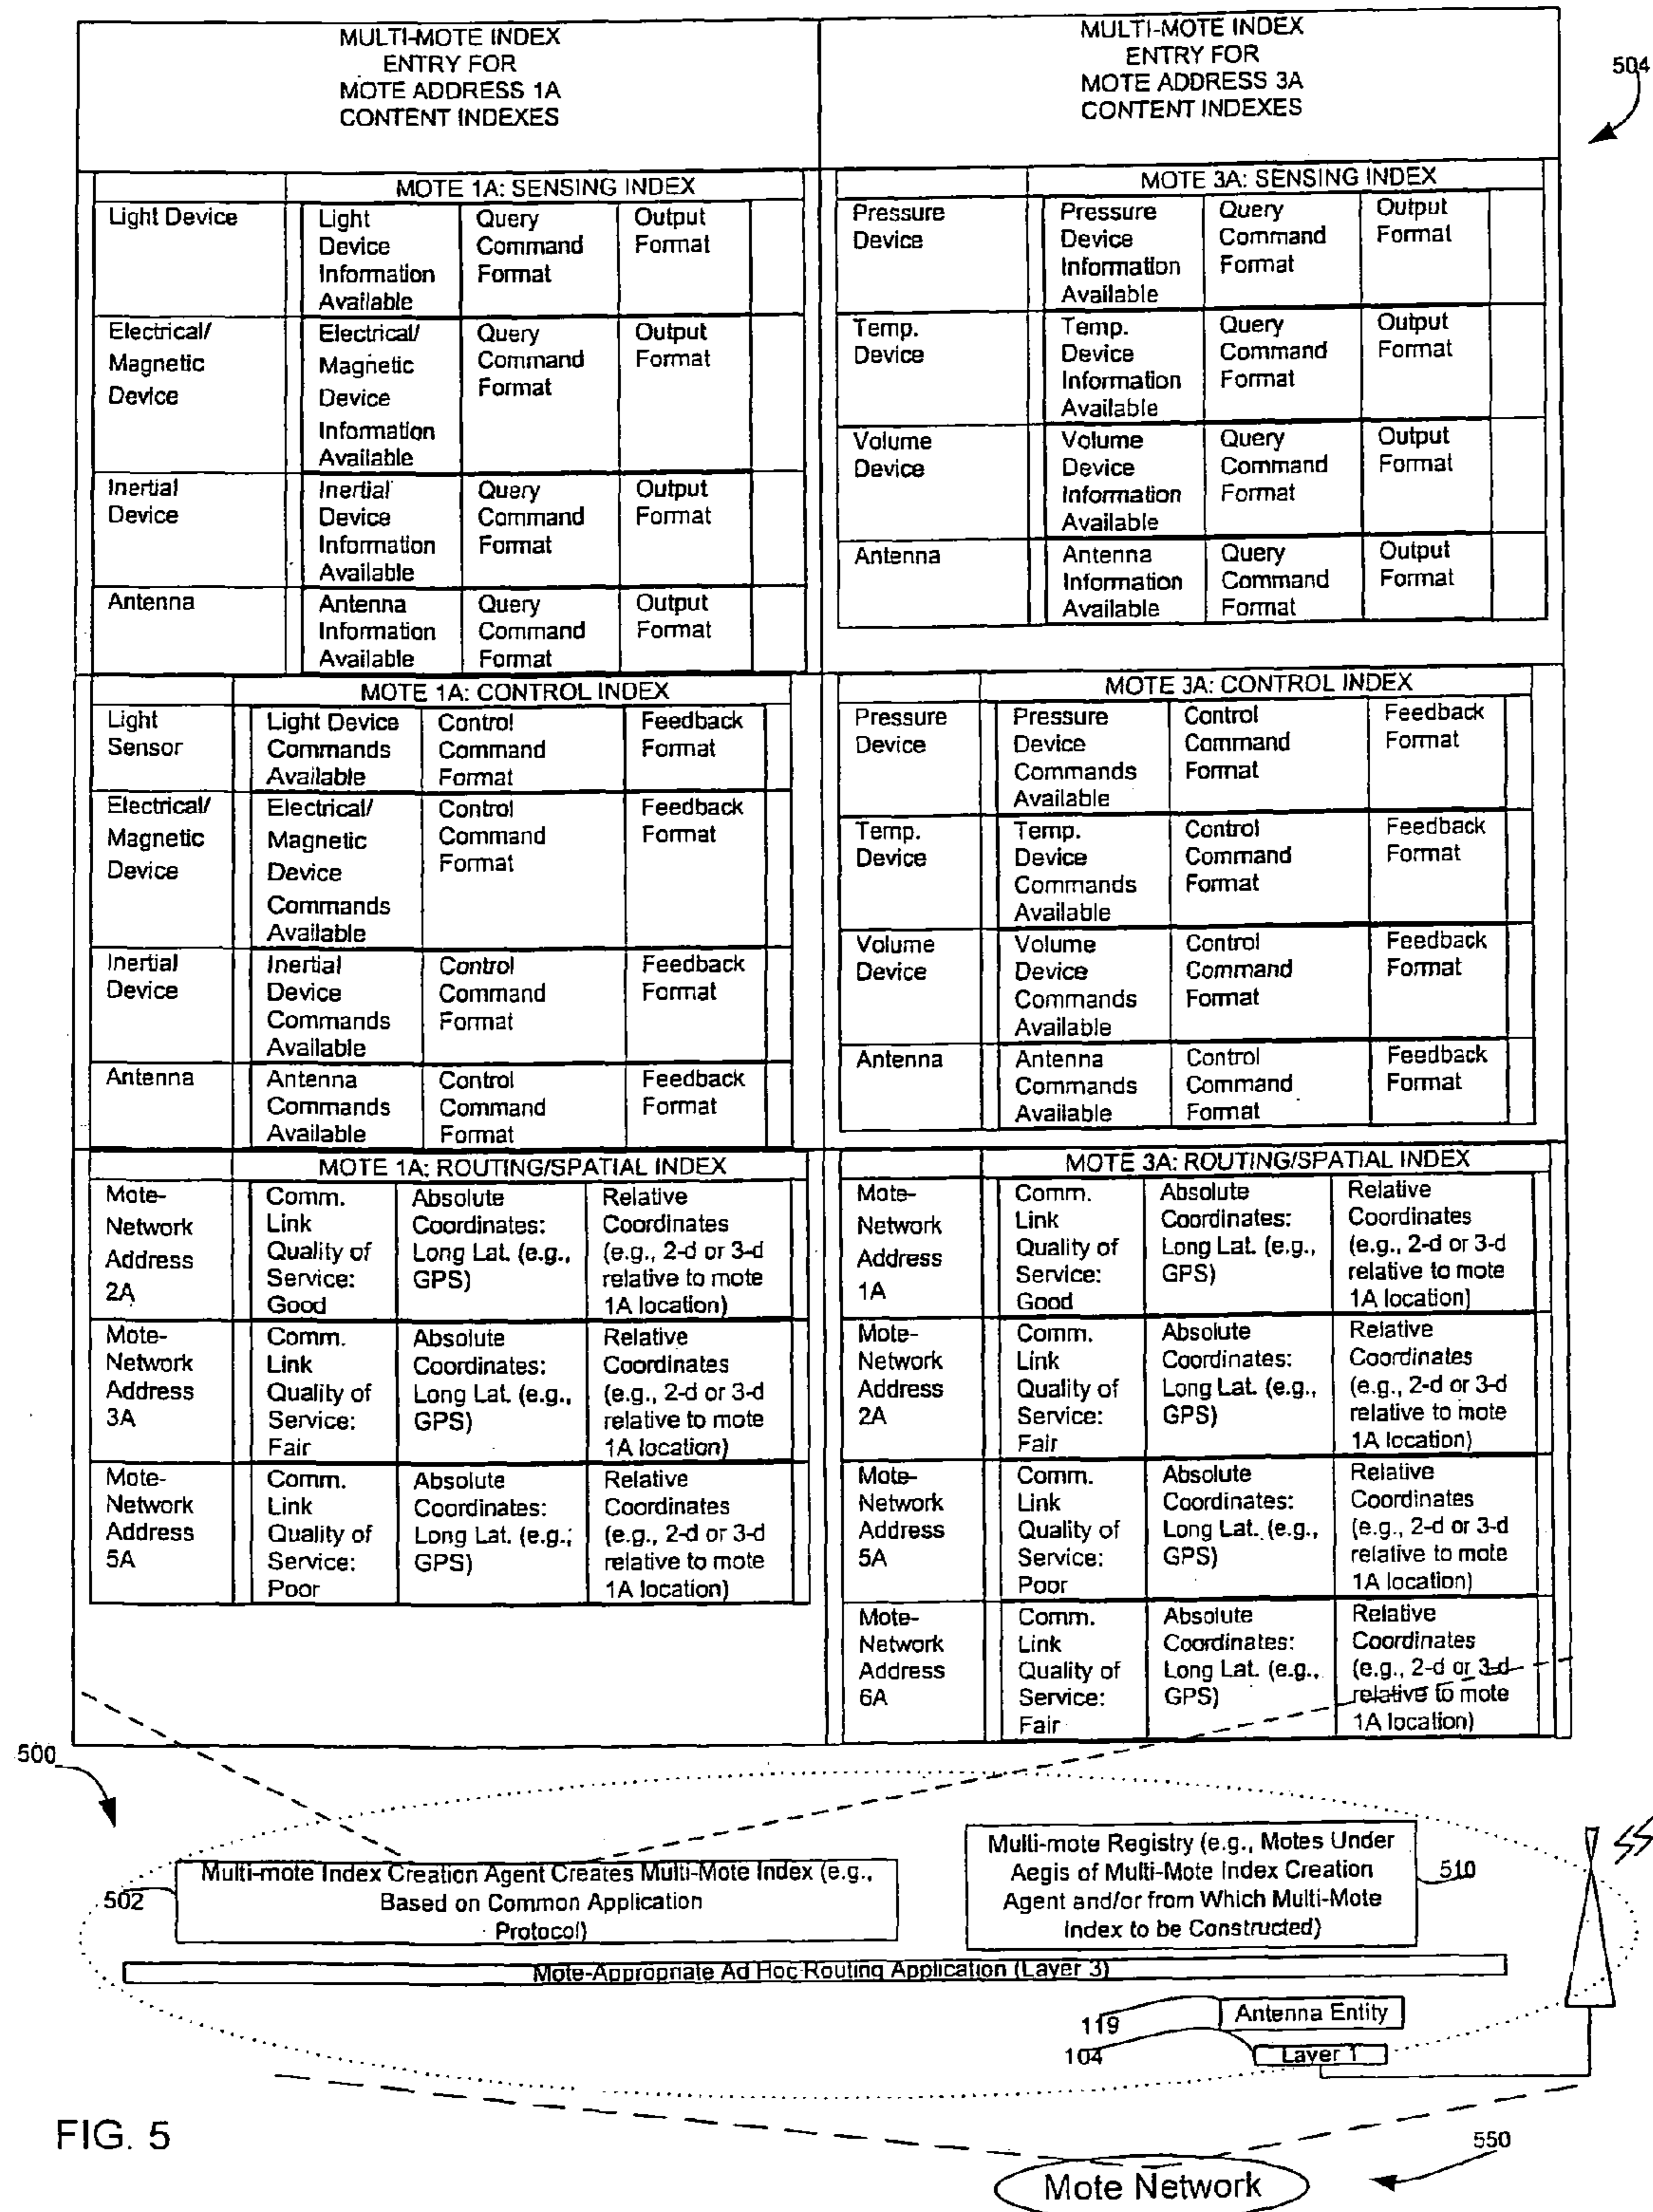 MULTI-MOTE INDEX
ENTRY FOR
MOTE ADDRESS 1A
CONTENT INDEXES
MULTI-MOTE INDEX
ENTRY FOR
MOTE ADDRESS 3A
CONTENT INDEXES
504
MOTE 1A: SENSING INDEX
Light Device
Light
Device
Information
Available
Query
Command
Format
Output
Format
Electrical/
Magnetic
Device
Electrical/
Magnetic
Device
Information
Available
Query
Command
Format
Output
Format
Inertial
Device
Inertial
Device
Information
Available
Query
Command
Format
Output
Format
Antenna
Antenna
Information
Available
Query
Command
Format
Output
Format
MOTE 3A: SENSING INDEX
Pressure
Device
Pressure
Device
Information
Available
Query
Command
Format
Output
Format
Temp.
Device
Temp.
Device
Information
Available
Query
Command
Format
Output
Format
Volume
Device
Volume
Device
Information
Available
Query
Command
Format
Output
Format
Antenna
Antenna
Information
Available
Query
Command
Format
Output
Format
MOTE 1A: CONTROL INDEX
Light
Sensor
Light Device
Commands
Available
Control
Command
Format
Feedback
Format
Electrical/
Magnetic
Device
Electrical/
Magnetic
Device
Commands
Available
Control
Command
Format
Feedback
Format
Inertial
Device
Inertial
Device
Commands
Available
Control
Command
Format
Feedback
Format
Antenna
Antenna
Commands
Available
Control
Command
Format
Feedback
Format
MOTE 3A: CONTROL INDEX
Pressure
Device
Pressure
Device
Commands
Available
Control
Command
Format
Feedback
Format
Temp.
Device
Temp.
Device
Commands
Available
Control
Command
Format
Feedback
Format
Volume
Device
Volume
Device
Commands
Available
Control
Command
Format
Feedback
Format
Antenna
Antenna
Commands
Available
Control
Command
Format
Feedback
Format
MOTE 1A: ROUTING/SPATIAL INDEX
Mote-
Network
Address
2A
Comm.
Link
Quality of
Service:
Good
Absolute
Coordinates:
Long Lat. (e.g.,
GPS)
Relative
Coordinates
(e.g., 2-d or 3-d
relative to mote
1A location)
Mote-
Network
Address
3A
Comm.
Link
Quality of
Service:
Fair
Absolute
Coordinates:
Long Lat. (e.g.,
GPS)
Relative
Coordinates
(e.g., 2-d or 3-d
relative to mote
1A location)
Mote-
Network
Address
5A
Comm.
Link
Quality of
Service:
Poor
Absolute
Coordinates:
Long Lat. (e.g.;
GPS)
Relative
Coordinates
(e.g., 2-d or 3-d
relative to mote
1A location)
MOTE 3A: ROUTING/SPATIAL INDEX
Mote-
Network
Address
1A
Comm.
Link
Quality of
Service:
Good
Absolute
Coordinates:
Long Lat. (e.g.,
GPS)
Relative
Coordinates
(e.g., 2-d or 3-d
relative to mote
1A location)
Mote-
Network
Address
2A
Comm.
Link
Quality of
Service:
Fair
Absolute
Coordinates:
Long Lat. (e.g.,
GPS)
Relative
Coordinates
(e.g., 2-d or 3-d
relative to mote
1A location)
Mote-
Network
Address
5A
Comm.
Link
Quality of
Service:
Poor
Absolute
Coordinates:
Long Lat. (e.g.,
GPS)
Relative
Coordinates
(e.g., 2-d or 3-d
relative to mote
1A location)
Mote-
Network
Address
6A
Comm.
Link
Quality of
Service:
Fair
Absolute
Coordinates:
Long Lat. (e.g.,
GPS)
Relative
Coordinates
(e.g., 2-d or 3-d
relative to mote
1A location)
500
Multi-mote Index Creation Agent Creates Multi-Mote Index (e.g.,
Based on Common Application
Protocol)
502
Multi-mote Registry (e.g., Motes Under
Aegis of Multi-Mote Index Creation
Agent and/or from Which Multi-Mote
Index to be Constructed)
510
Mote-Appropriate Ad Hoc Routing Application (Layer 3)
119
Antenna Entity
104
Layer 1
FIG. 5
550
Mote Network